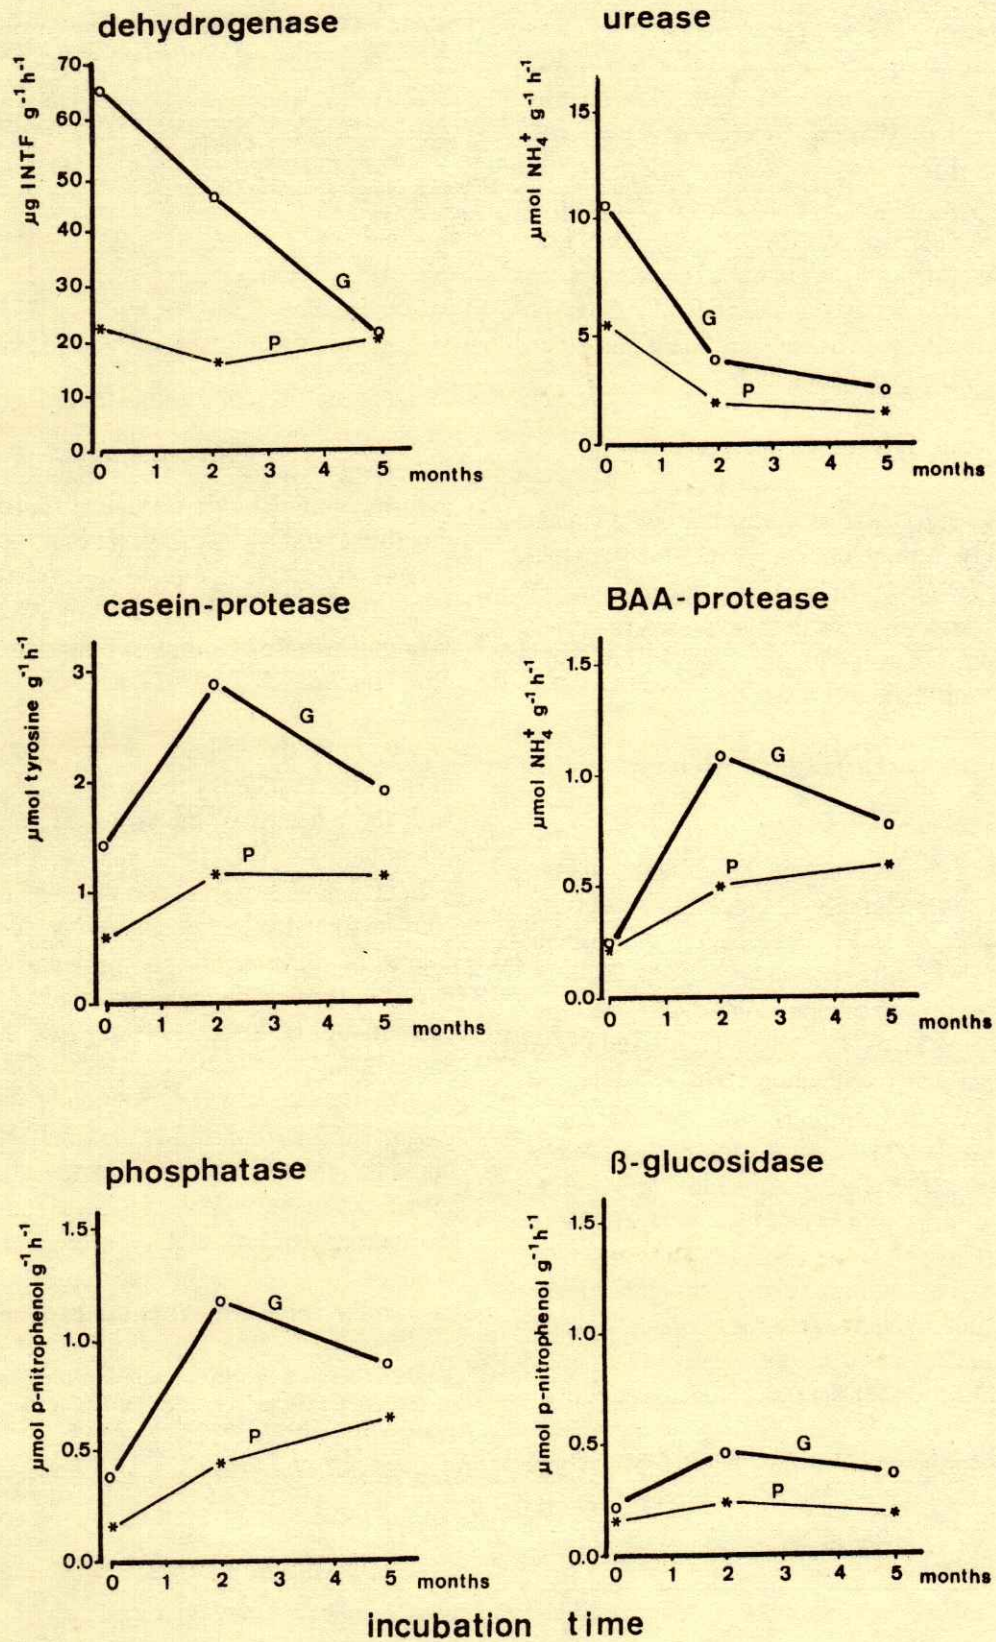 dehydrogenase
µg INTF g⁻¹ h⁻¹
70
60
50
40
30
20
10
0
G
P
0 1 2 3 4 5 months
urease
µmol NH₄⁺ g⁻¹ h⁻¹
15
10
5
0
G
P
0 1 2 3 4 5 months
casein-protease
µmol tyrosine g⁻¹h⁻¹
3
2
1
0
G
P
0 1 2 3 4 5 months
BAA-protease
µmol NH₄⁺ g⁻¹ h⁻¹
1.5
1.0
0.5
0.0
G
P
0 1 2 3 4 5 months
phosphatase
µmol p-nitrophenol g⁻¹h⁻¹
1.5
1.0
0.5
0.0
G
P
0 1 2 3 4 5 months
ß-glucosidase
µmol p-nitrophenol g⁻¹h⁻¹
1.5
1.0
0.5
0.0
G
P
0 1 2 3 4 5 months
incubation time